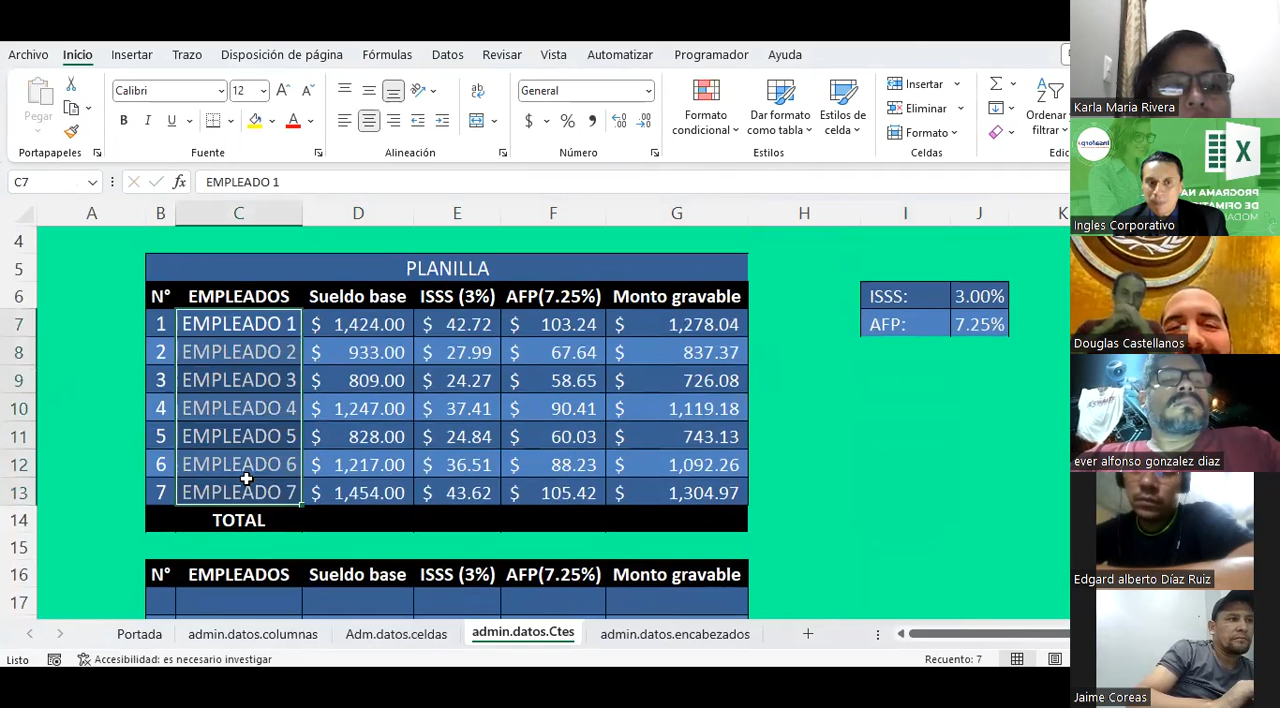 Archivo Inicio Insertar Trazo Disposición de página Fórmulas Datos Revisar Vista Automatizar Programador Ayuda
Pegar
Calibri 12
N K S
General
$ % 9
Formato condicional
Dar formato como tabla
Estilos de celda
Insertar
Eliminar
Formato
Ordenar filtrar
Portapapeles Fuente Alineación Número Estilos Celdas
C7 fx EMPLEADO 1
A B C D E F G H I J K
4
5 PLANILLA
6 N° EMPLEADOS Sueldo base ISSS (3%) AFP(7.25%) Monto gravable ISSS: 3.00%
7 1 EMPLEADO 1 $ 1,424.00 $ 42.72 $ 103.24 $ 1,278.04 AFP: 7.25%
8 2 EMPLEADO 2 $ 933.00 $ 27.99 $ 67.64 $ 837.37
9 3 EMPLEADO 3 $ 809.00 $ 24.27 $ 58.65 $ 726.08
10 4 EMPLEADO 4 $ 1,247.00 $ 37.41 $ 90.41 $ 1,119.18
11 5 EMPLEADO 5 $ 828.00 $ 24.84 $ 60.03 $ 743.13
12 6 EMPLEADO 6 $ 1,217.00 $ 36.51 $ 88.23 $ 1,092.26
13 7 EMPLEADO 7 $ 1,454.00 $ 43.62 $ 105.42 $ 1,304.97
14 TOTAL
15
16 N° EMPLEADOS Sueldo base ISSS (3%) AFP(7.25%) Monto gravable
17
Portada admin.datos.columnas Adm.datos.celdas admin.datos.Ctes admin.datos.encabezados
Listo Accesibilidad: es necesario investigar Recuento: 7
Karla Maria Rivera
PROGRAMA NA
DE OFIMATI
MODAL
Ingles Corporativo
Douglas Castellanos
ever alfonso gonzalez diaz
Edgard alberto Díaz Ruiz
Jaime Coreas